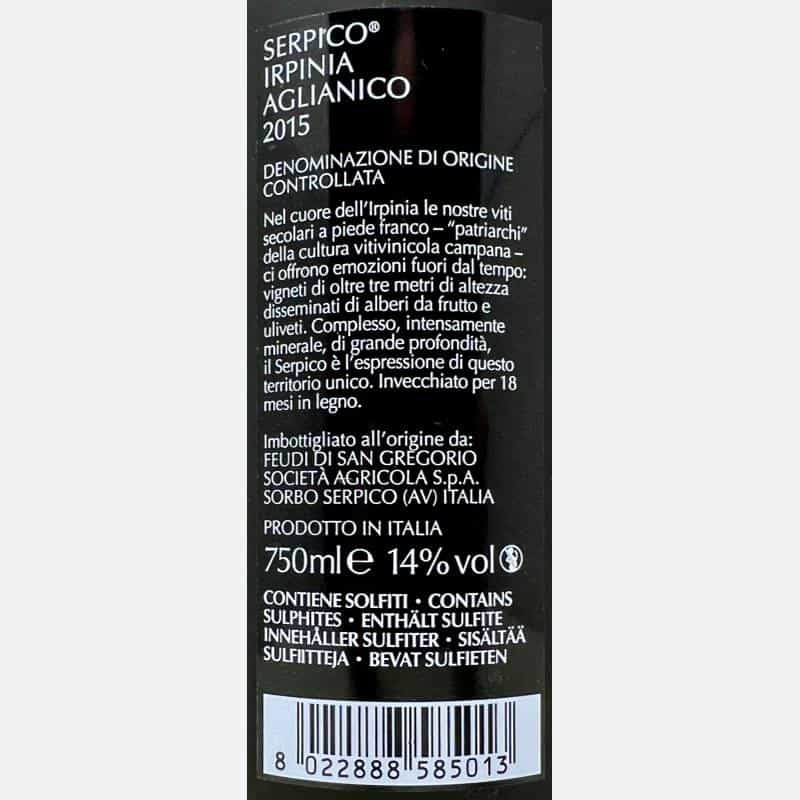 SERPICO®
IRPINIA
AGLIANICO
2015
DENOMINAZIONE DI ORIGINE
CONTROLLATA
Nel cuore dell'Irpinia le nostre viti
secolari a piede franco – “patriarchi”
della cultura vitivinicola campana –
ci offrono emozioni fuori dal tempo:
vigneti di oltre tre metri di altezza
disseminati di alberi da frutto e
uliveti. Complesso, intensamente
minerale, di grande profondità,
il Serpico è l'espressione di questo
territorio unico. Invecchiato per 18
mesi in legno.
Imbottigliato all'origine da:
FEUDI DI SAN GREGORIO
SOCIETÀ AGRICOLA S.p.A.
SORBO SERPICO (AV) ITALIA
PRODOTTO IN ITALIA
750ml e 14% vol
CONTIENE SOLFITI • CONTAINS
SULPHITES • ENTHÄLT SULFITE
INNEHÅLLER SULFITER • SISÄLTÄÄ
SULFIITTEJA • BEVAT SULFIETEN
8 022888 585013